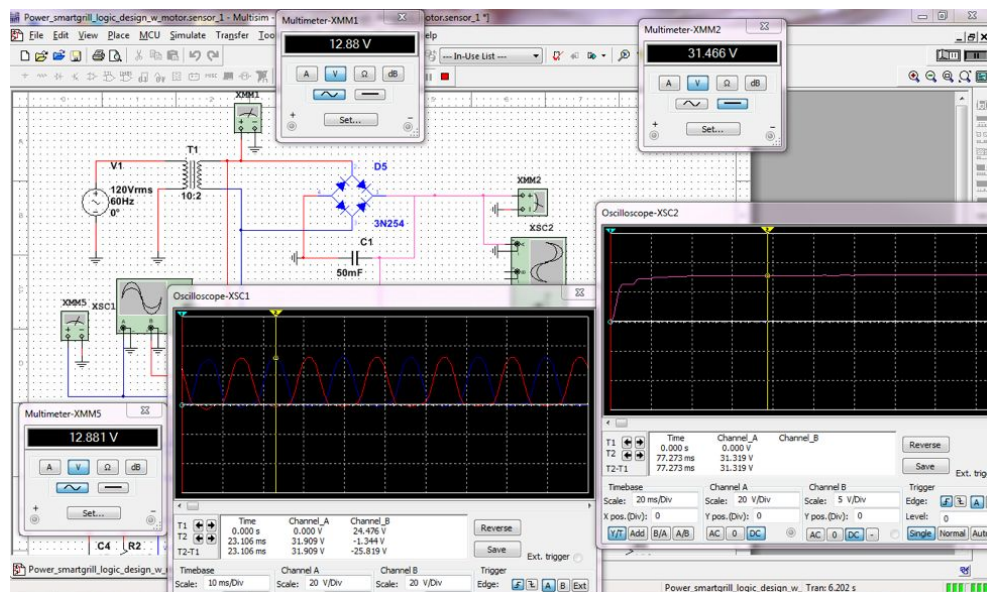 Power_smartgrill_logic_design_w_motor.sensor_1 - Multisim
otor.sensor_1 *]
File Edit View Place MCU Simulate Transfer
elp
--- In-Use List ---
Multimeter-XMM1
12.88 V
A V Ω dB
+ Set... -
Multimeter-XMM2
31.466 V
A V Ω dB
+ Set... -
XMM1
T1
V1
120Vrms
60Hz
0°
10:2
D5
3N254
C1
50mF
XMM2
XSC2
XMM5
XSC1
Multimeter-XMM5
12.881 V
A V Ω dB
+ Set... -
C4 R2
Oscilloscope-XSC1
Time Channel_A Channel_B
T1 0.000 s 0.000 V 24.476 V
T2 23.106 ms 31.909 V -1.344 V
T2-T1 23.106 ms 31.909 V -25.819 V
Reverse
Save
Ext. trigger
Timebase Channel A Channel B Trigger
Scale: 10 ms/Div Scale: 20 V/Div Scale: 20 V/Div Edge: A B Ext
Oscilloscope-XSC2
Time Channel_A Channel_B
T1 0.000 s 0.000 V
T2 77.273 ms 31.319 V
T2-T1 77.273 ms 31.319 V
Reverse
Save
Ext. trig
Timebase Channel A Channel B Trigger
Scale: 20 ms/Div Scale: 20 V/Div Scale: 5 V/Div Edge: A
X pos.(Div): 0 Y pos.(Div): 0 Y pos.(Div): 0 Level: 0
Y/T Add B/A A/B AC 0 DC AC 0 DC - Single Normal Auto
Power_smartgrill_logic_design_w_
Power_smartgrill_logic_design_w_ Tran: 6.202 s